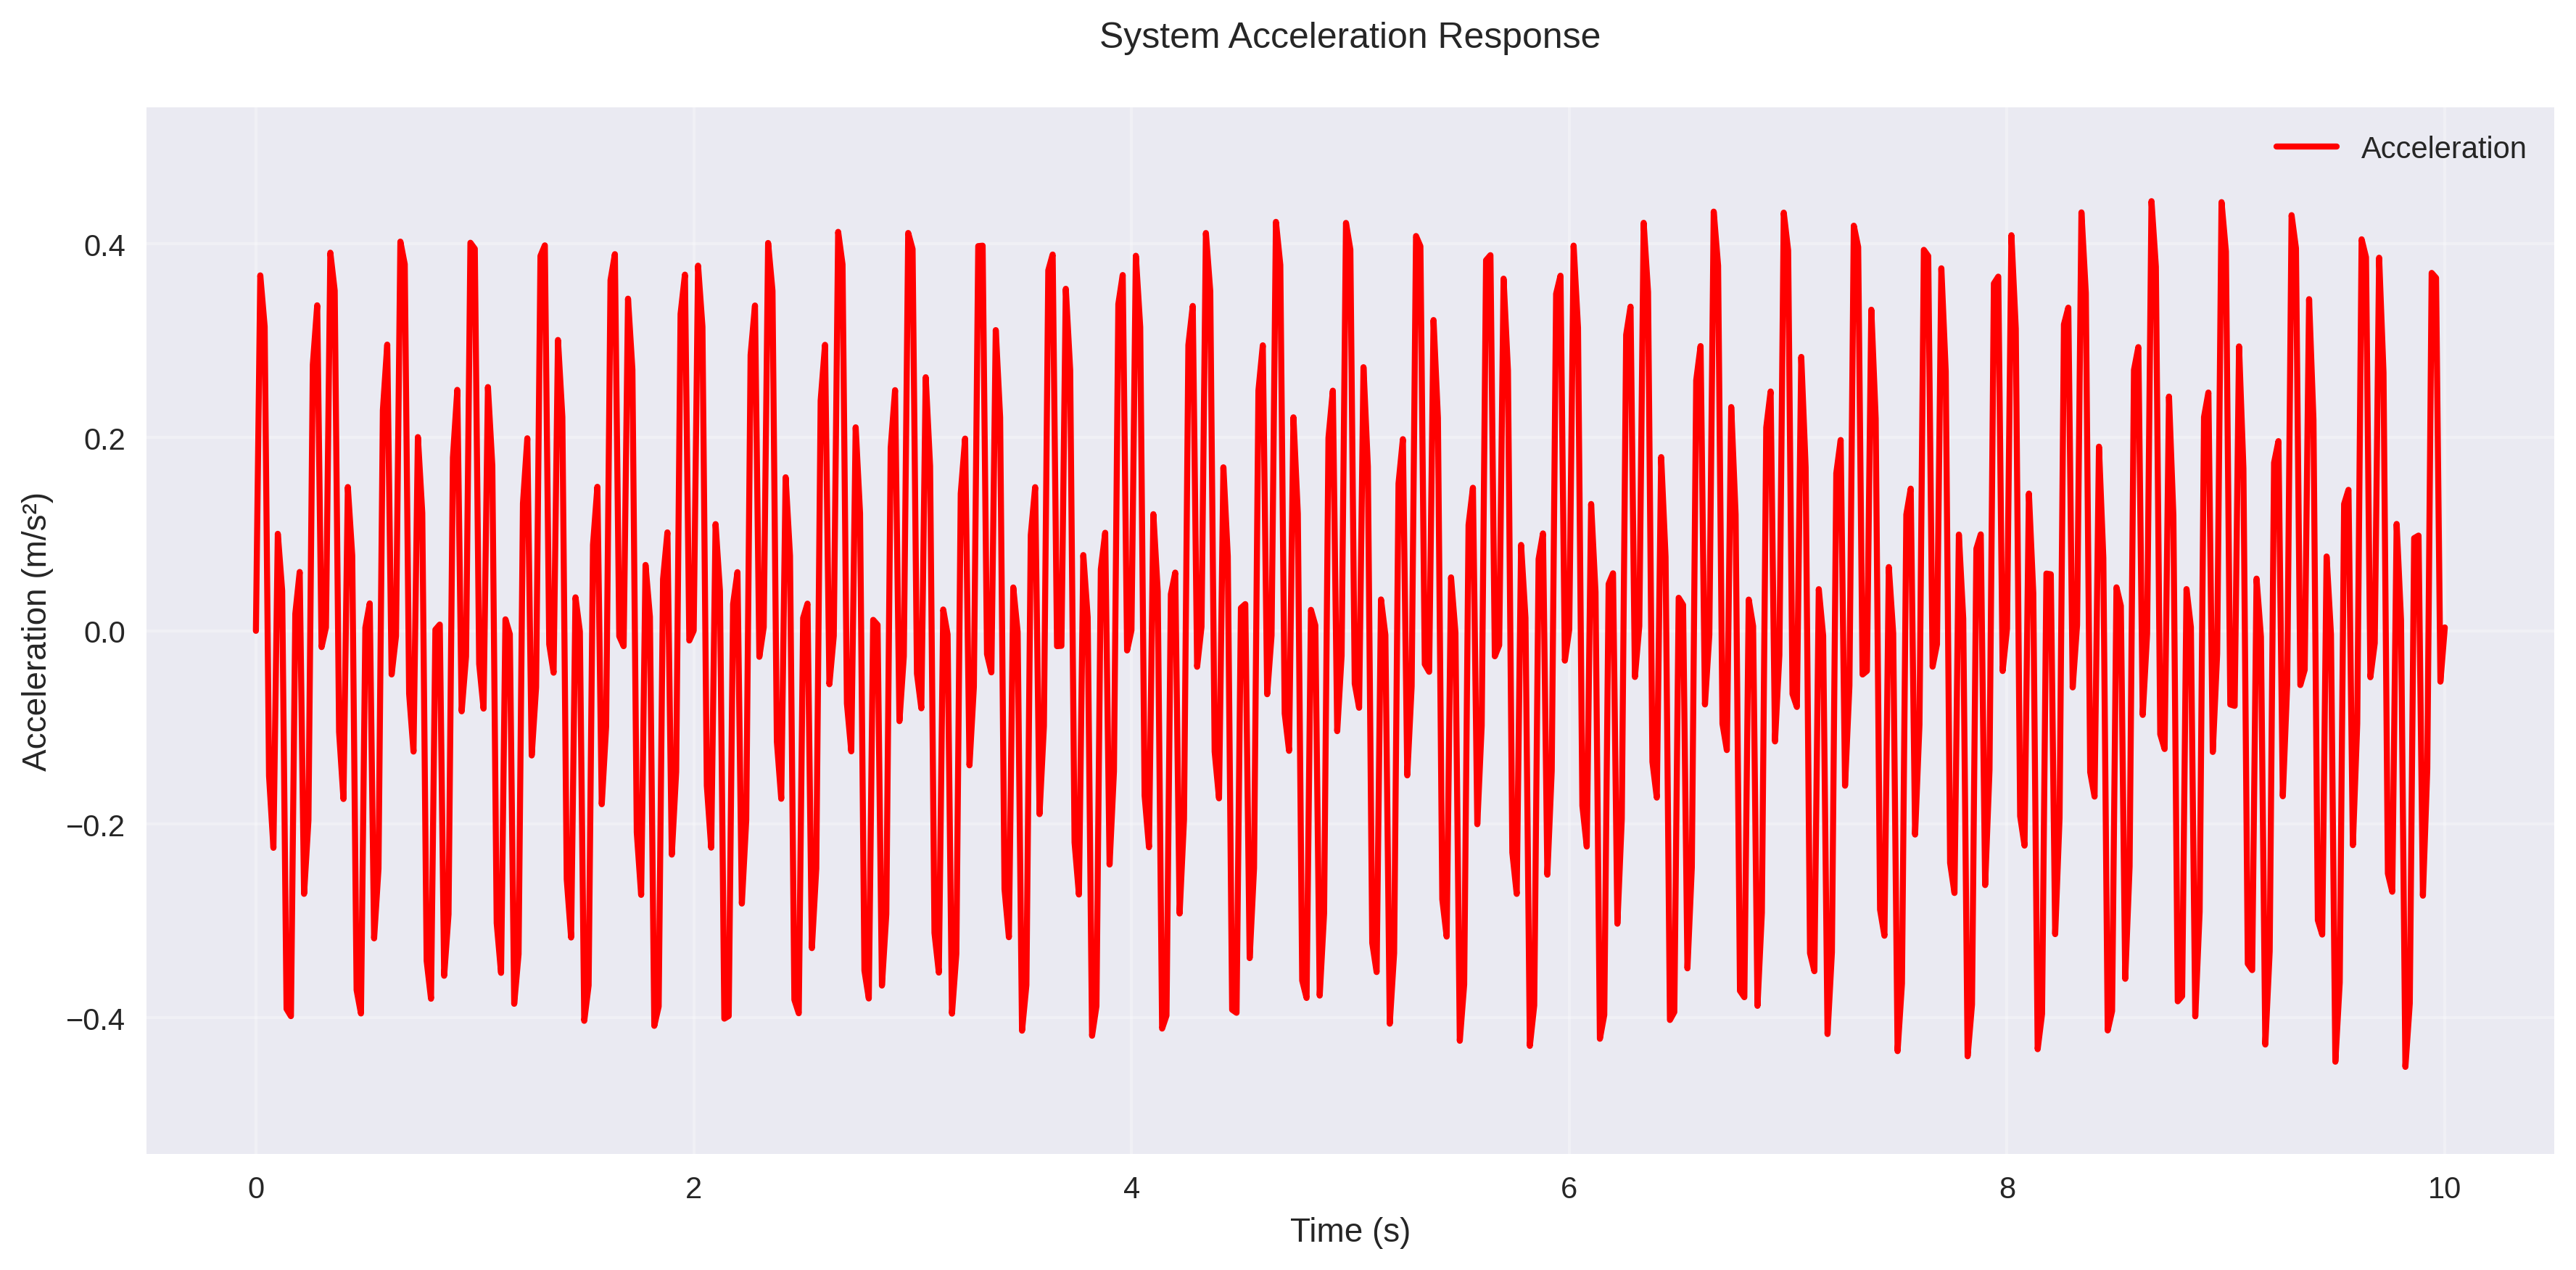 System Acceleration Response
Acceleration
0.4
0.2
0.0
−0.2
−0.4
Acceleration (m/s²)
0 2 4 6 8 10
Time (s)